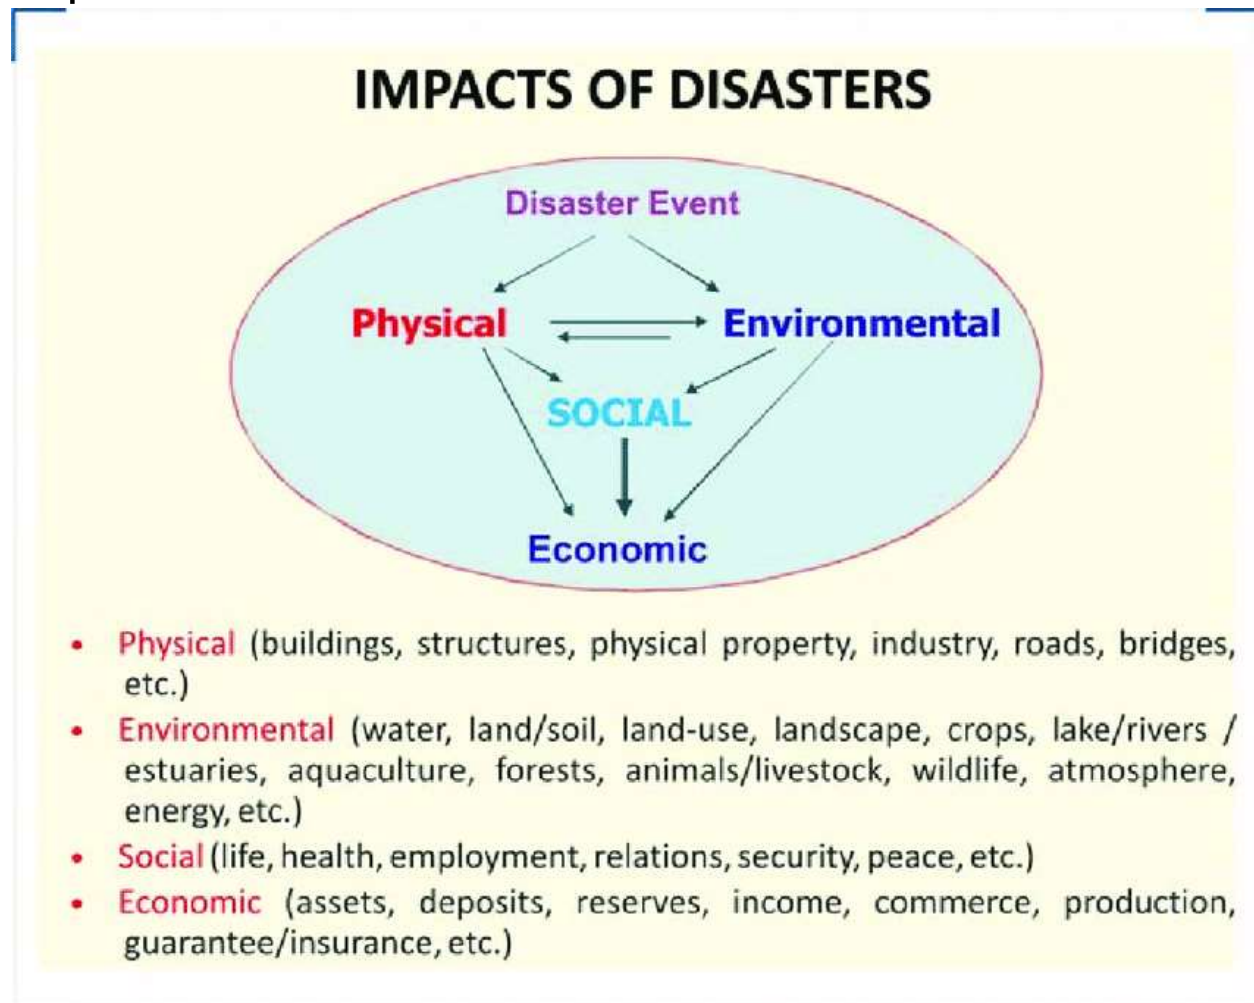 IMPACTS OF DISASTERS
Disaster Event
Physical
Environmental
SOCIAL
Economic
• Physical (buildings, structures, physical property, industry, roads, bridges,
etc.)
• Environmental (water, land/soil, land-use, landscape, crops, lake/rivers /
estuaries, aquaculture, forests, animals/livestock, wildlife, atmosphere,
energy, etc.)
• Social (life, health, employment, relations, security, peace, etc.)
• Economic (assets, deposits, reserves, income, commerce, production,
guarantee/insurance, etc.)